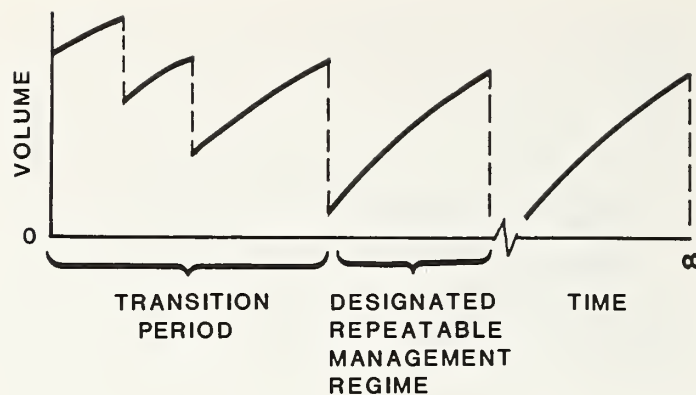 VOLUME
0
∞
TRANSITION
PERIOD
DESIGNATED
REPEATABLE
MANAGEMENT
REGIME
TIME